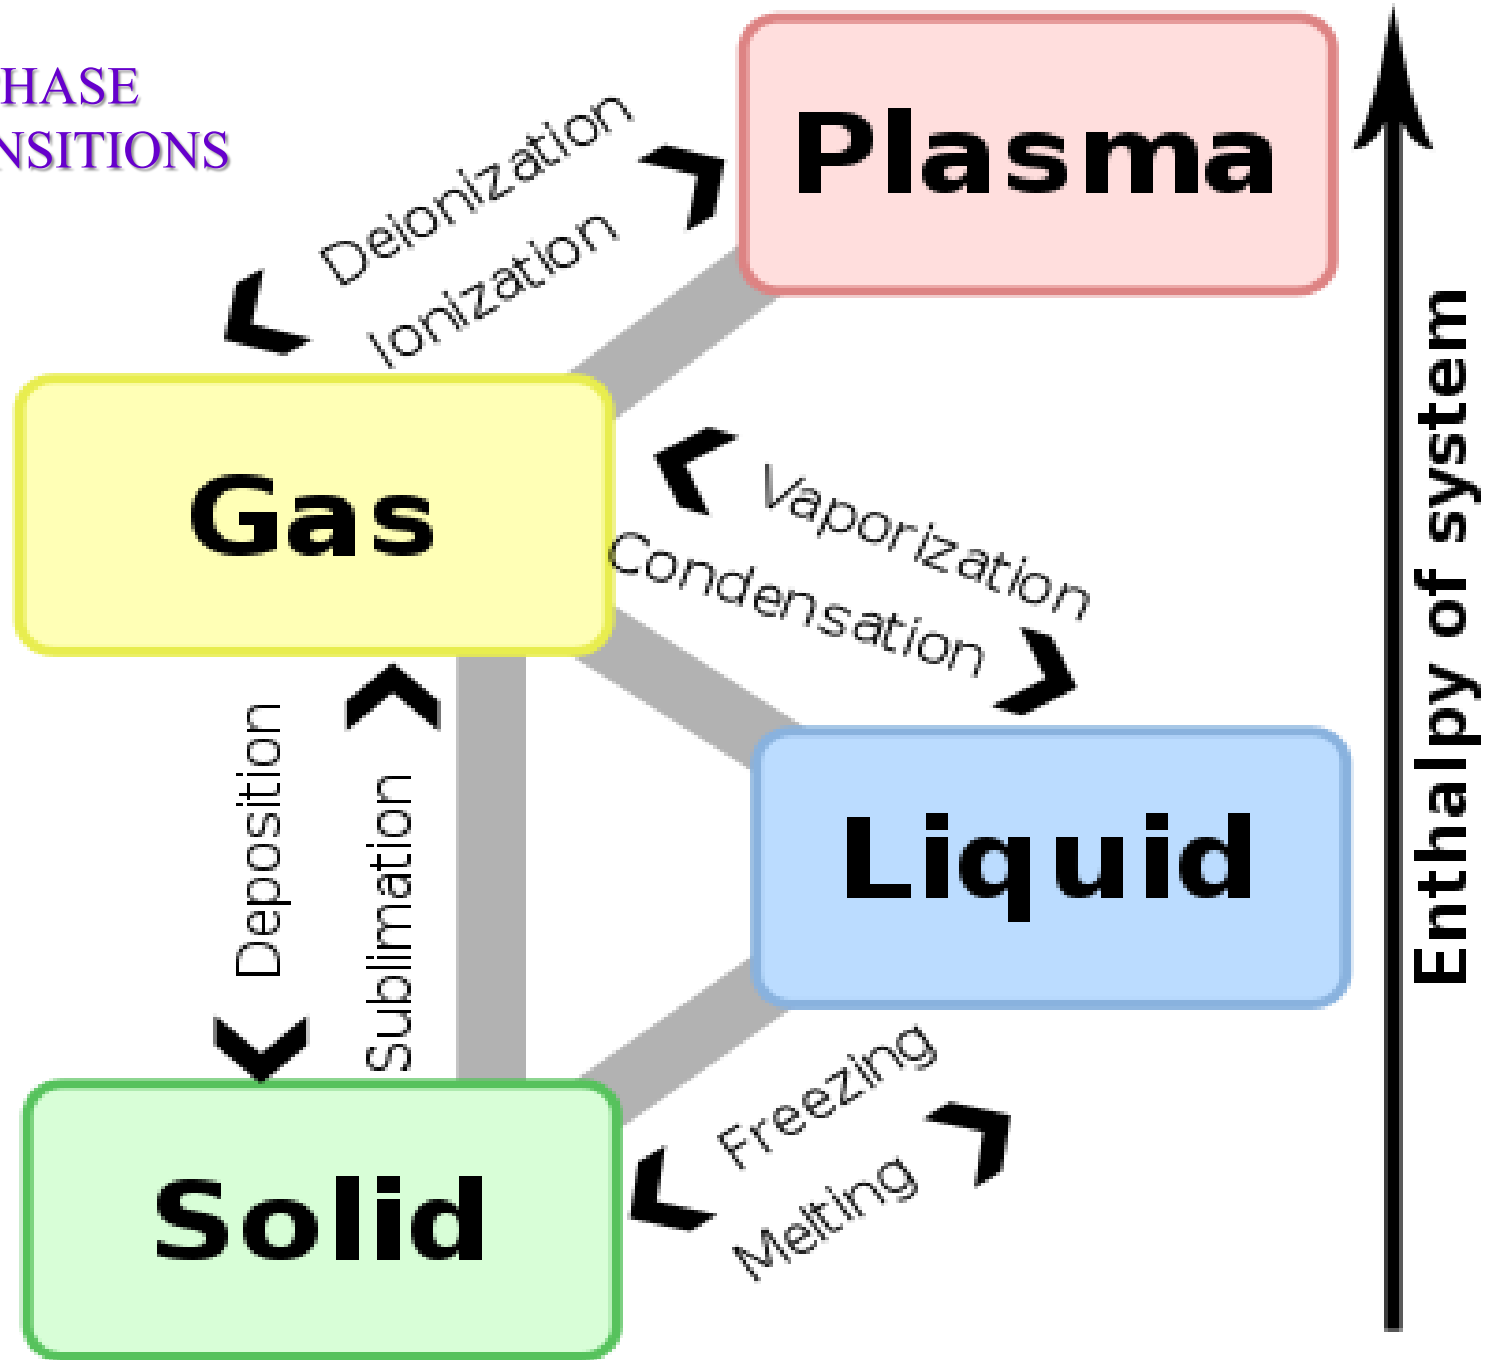 HASE
NSITIONS
Plasma
Deionization
Ionization
Gas
Vaporization
Condensation
Enthalpy of system
Deposition
Sublimation
Liquid
Freezing
Melting
Solid